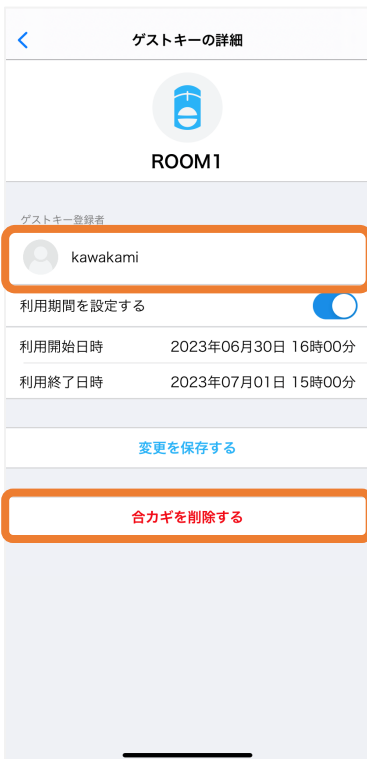 ゲストキーの詳細
ROOM1
ゲストキー登録者
kawakami
利用期間を設定する
利用開始日時 2023年06月30日 16時00分
利用終了日時 2023年07月01日 15時00分
変更を保存する
合カギを削除する